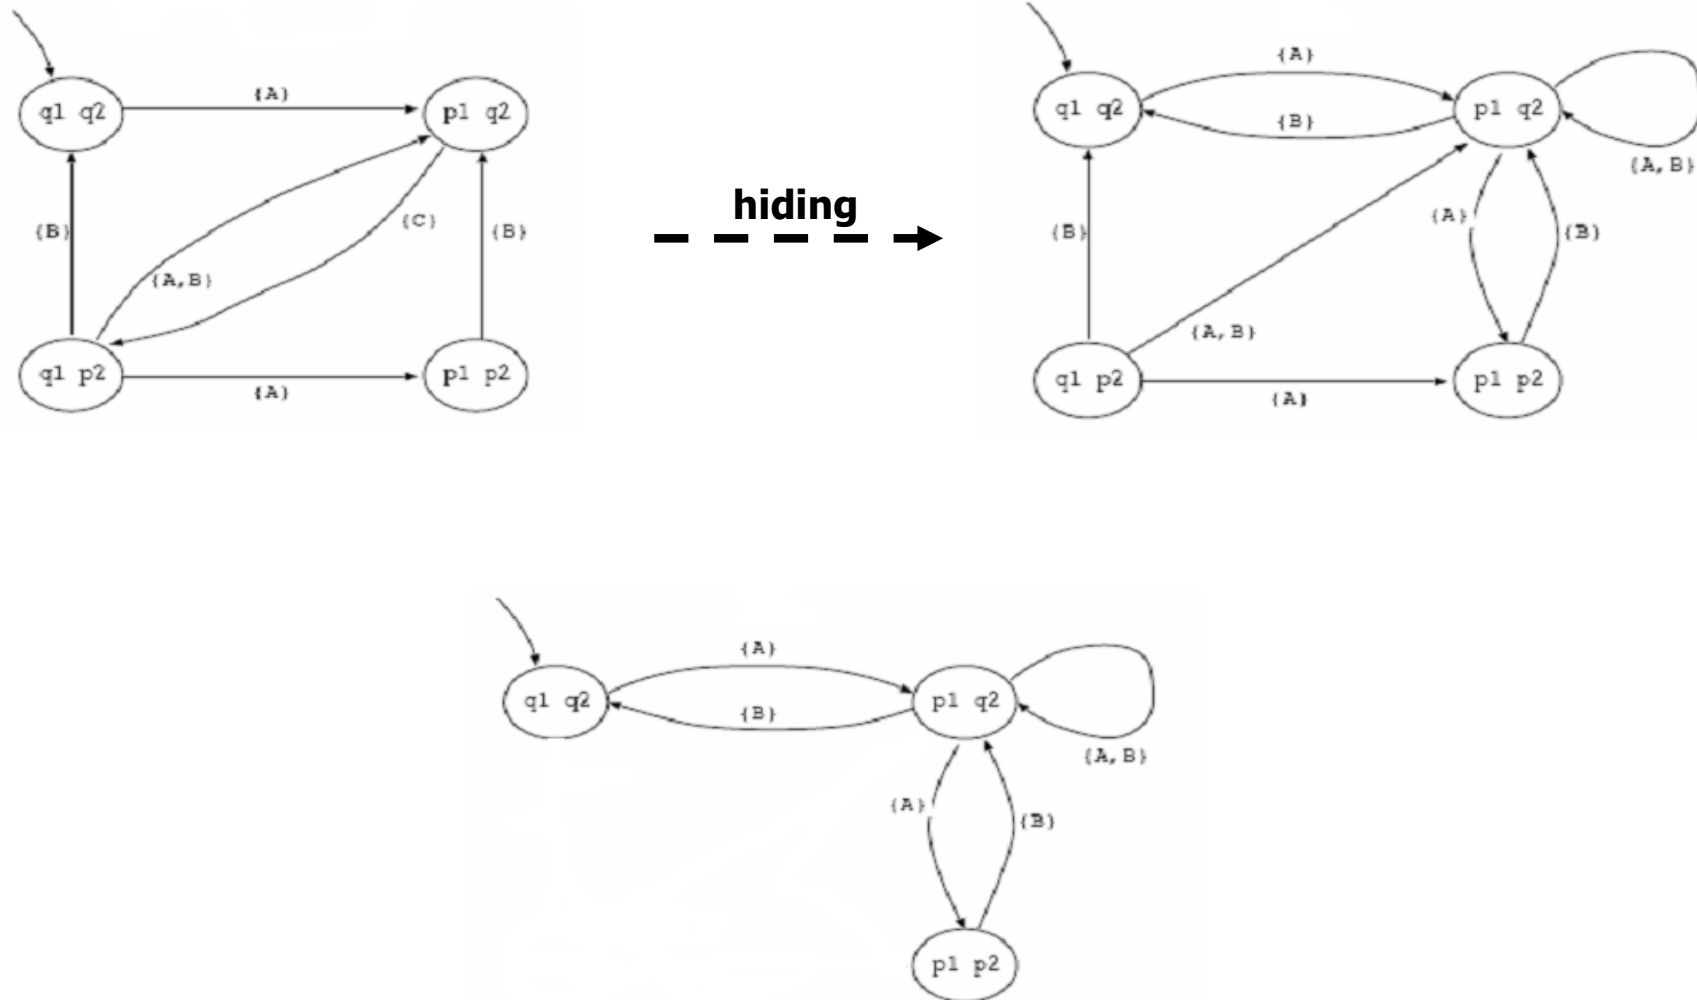 {A}
q1 q2
p1 q2
{B}
{C}
{B}
{A,B}
q1 p2
p1 p2
{A}
hiding
{A}
q1 q2
p1 q2
{B}
{A,B}
{A}
{B}
{B}
{A,B}
q1 p2
p1 p2
{A}
{A}
q1 q2
p1 q2
{B}
{A,B}
{A}
{B}
p1 p2